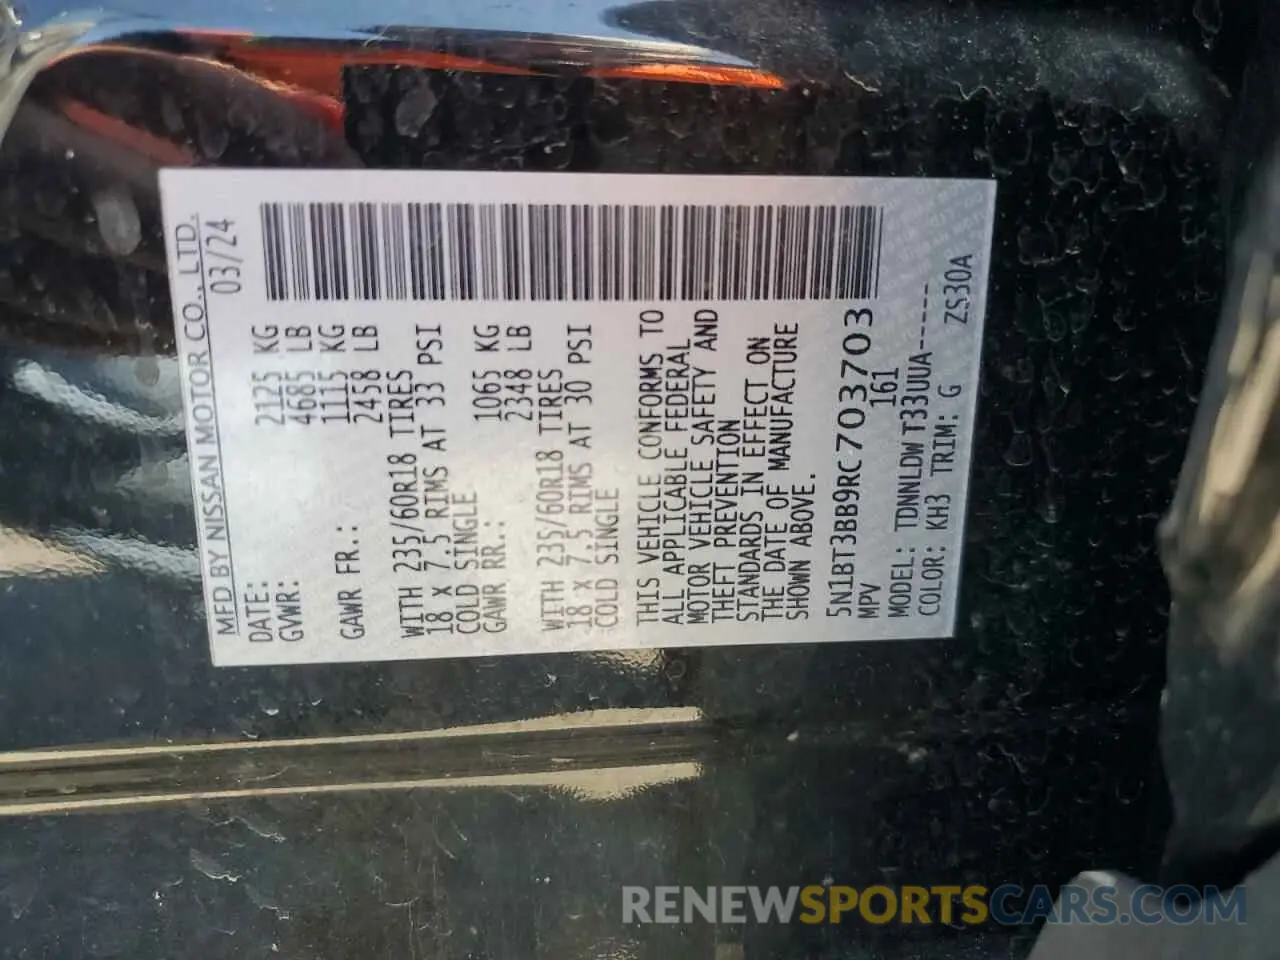 MFD BY NISSAN MOTOR CO., LTD.
DATE: 03/24
GVWR: 2125 KG
4685 LB
GAWR FR.: 1115 KG
2458 LB
WITH 235/60R18 TIRES
18 X 7.5 RIMS AT 33 PSI
COLD SINGLE
GAWR RR.: 1065 KG
2348 LB
WITH 235/60R18 TIRES
18 X 7.5 RIMS AT 30 PSI
COLD SINGLE
THIS VEHICLE CONFORMS TO
ALL APPLICABLE FEDERAL
MOTOR VEHICLE SAFETY AND
THEFT PREVENTION
STANDARDS IN EFFECT ON
THE DATE OF MANUFACTURE
SHOWN ABOVE.
5N1BT3BB9RC703703
MPV 161
MODEL: TDNNLDW T33UUA-----
COLOR: KH3 TRIM: G ZS30A
RENEWSPORTSCARS.COM